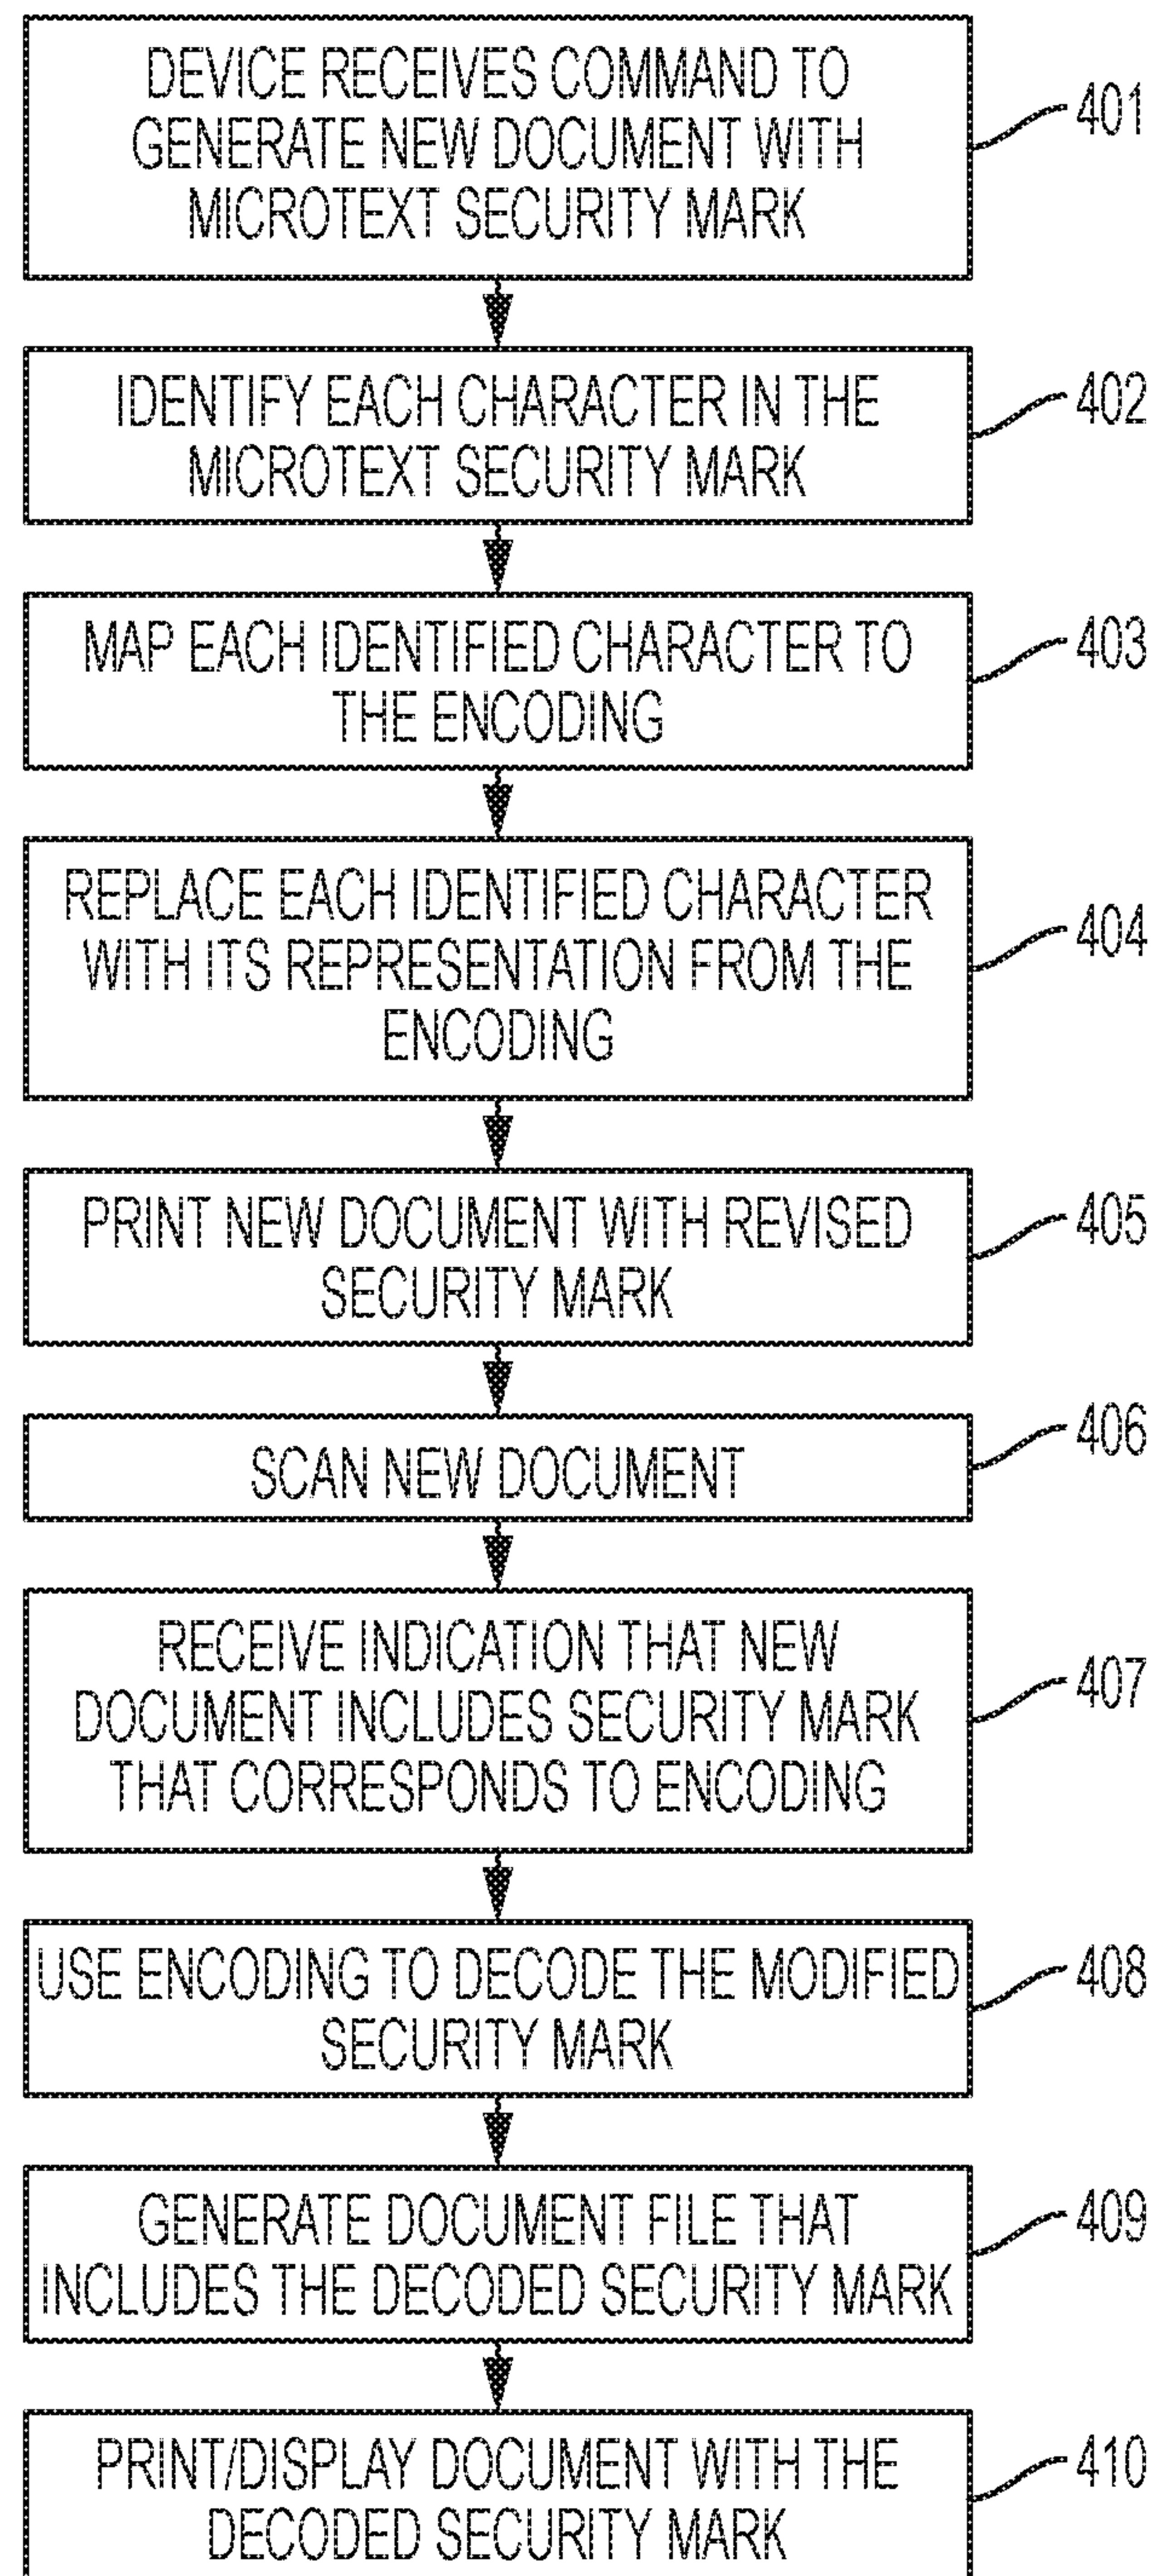 DEVICE RECEIVES COMMAND TO
GENERATE NEW DOCUMENT WITH
MICROTEXT SECURITY MARK
401
IDENTIFY EACH CHARACTER IN THE
MICROTEXT SECURITY MARK
402
MAP EACH IDENTIFIED CHARACTER TO
THE ENCODING
403
REPLACE EACH IDENTIFIED CHARACTER
WITH ITS REPRESENTATION FROM THE
ENCODING
404
PRINT NEW DOCUMENT WITH REVISED
SECURITY MARK
405
SCAN NEW DOCUMENT
406
RECEIVE INDICATION THAT NEW
DOCUMENT INCLUDES SECURITY MARK
THAT CORRESPONDS TO ENCODING
407
USE ENCODING TO DECODE THE MODIFIED
SECURITY MARK
408
GENERATE DOCUMENT FILE THAT
INCLUDES THE DECODED SECURITY MARK
409
PRINT/DISPLAY DOCUMENT WITH THE
DECODED SECURITY MARK
410